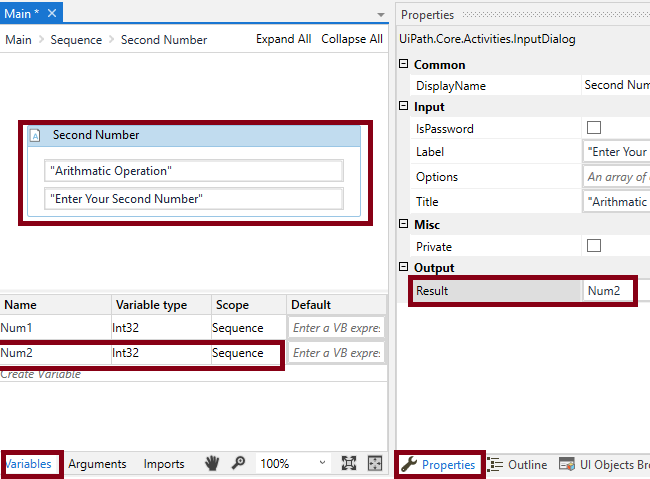 Main *
Main > Sequence > Second Number
Expand All Collapse All
Second Number
"Arithmatic Operation"
"Enter Your Second Number"
Name Variable type Scope Default
Num1 Int32 Sequence Enter a VB expre
Num2 Int32 Sequence Enter a VB expre
Create Variable
Variables Arguments Imports 100%
Properties
UiPath.Core.Activities.InputDialog
Common
DisplayName Second Num
Input
IsPassword
Label "Enter Your
Options An array of
Title "Arithmatic
Misc
Private
Output
Result Num2
Properties Outline UI Objects Bro